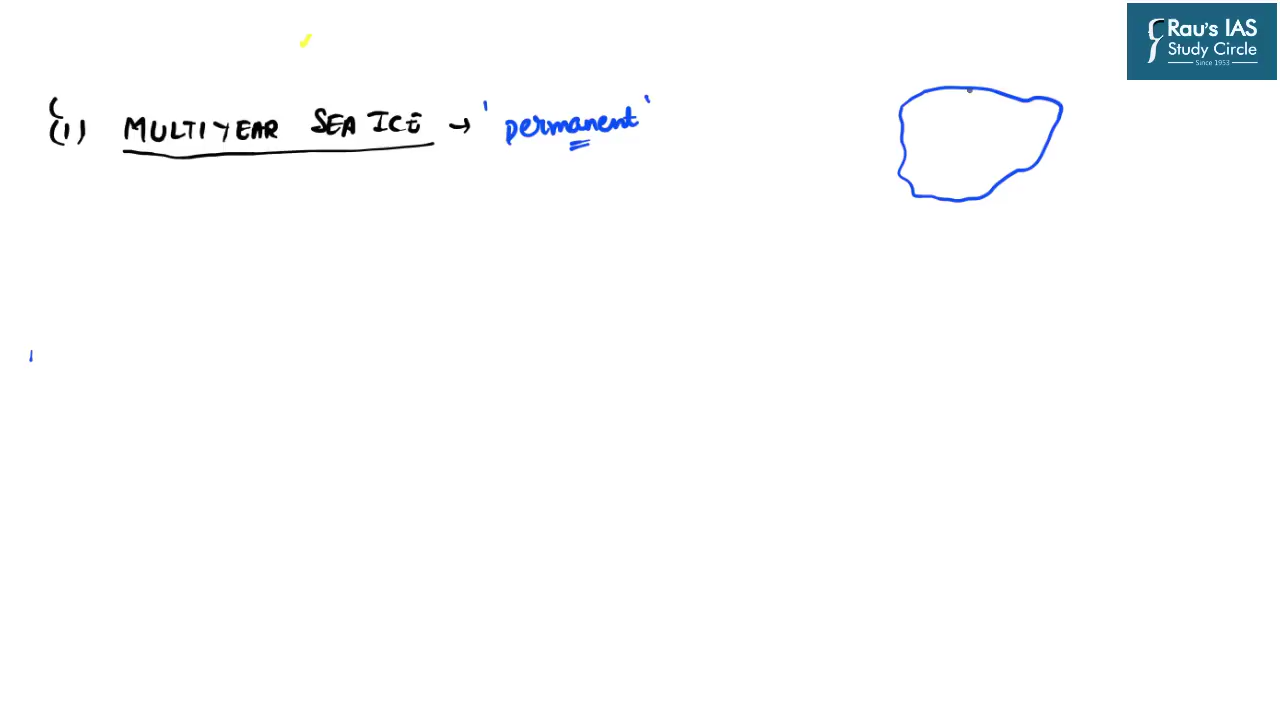 Rau's IAS
Study Circle
Since 1953
(1) MULTIYEAR SEA ICE → 'permanent'